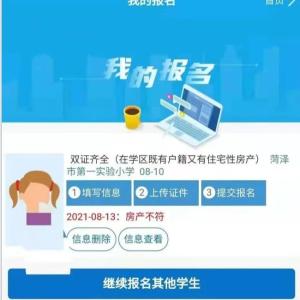 我的报名
首页
我的报名
双证齐全（在学区既有户籍又有住宅性房产） 菏泽
市第一实验小学 08-10
1 填写信息 2 上传证件 3 提交报名
2021-08-13：房产不符
信息删除 信息查看
继续报名其他学生